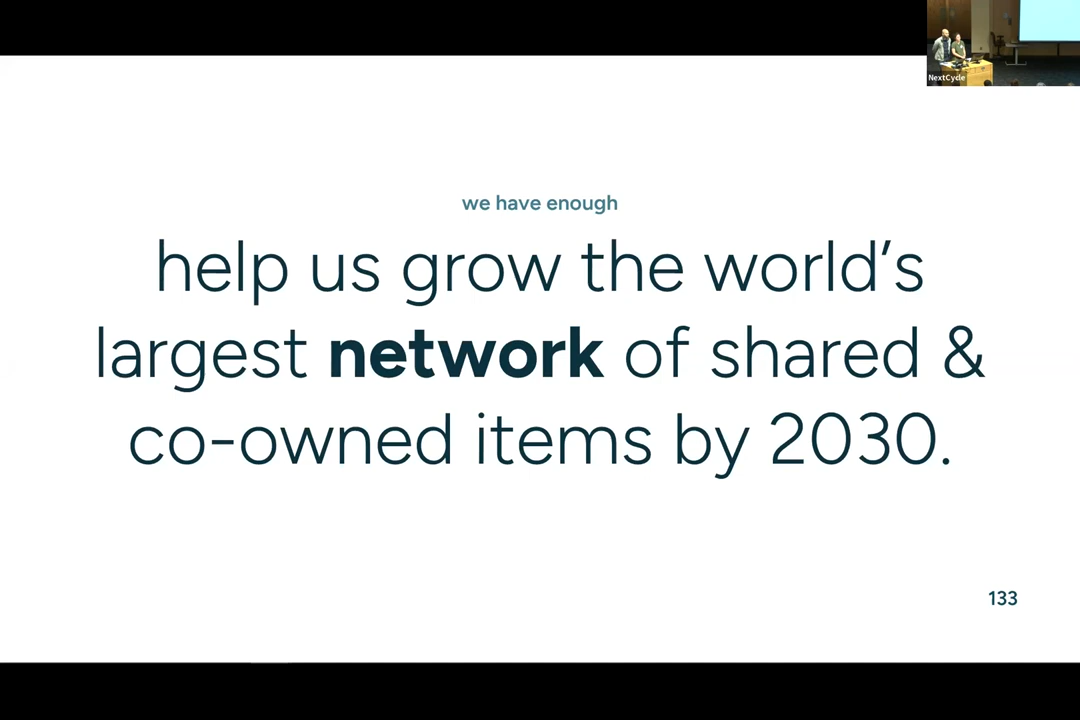 NextCycle
we have enough
help us grow the world’s
largest network of shared &
co-owned items by 2030.
133